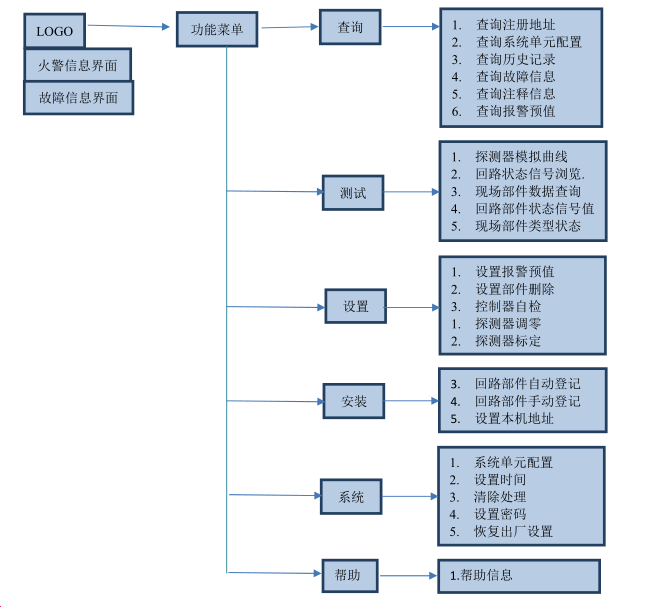 LOGO
火警信息界面
故障信息界面
功能菜单
查询
1. 查询注册地址
2. 查询系统单元配置
3. 查询历史记录
4. 查询故障信息
5. 查询注释信息
6. 查询报警预值
测试
1. 探测器模拟曲线
2. 回路状态信号浏览.
3. 现场部件数据查询
4. 回路部件状态信号值
5. 现场部件类型状态
设置
1. 设置报警预值
2. 设置部件删除
3. 控制器自检
1. 探测器调零
2. 探测器标定
安装
3. 回路部件自动登记
4. 回路部件手动登记
5. 设置本机地址
系统
1. 系统单元配置
2. 设置时间
3. 清除处理
4. 设置密码
5. 恢复出厂设置
帮助
1.帮助信息